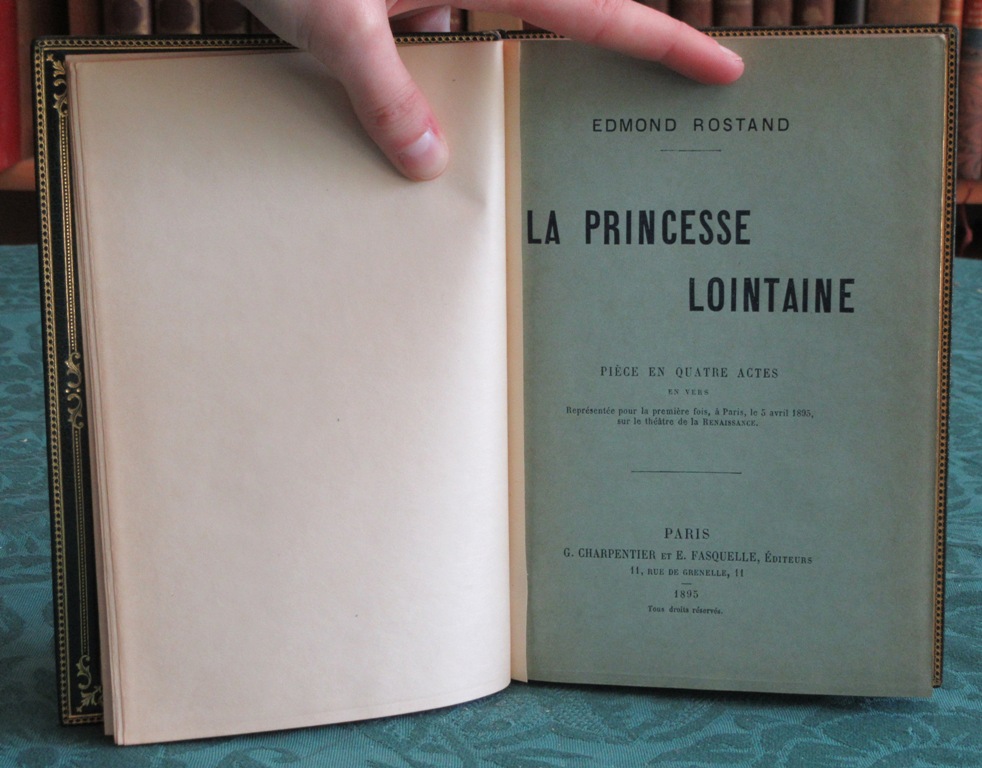 EDMOND ROSTAND
LA PRINCESSE
LOINTAINE
PIÈCE EN QUATRE ACTES
EN VERS
Représentée pour la première fois, à Paris, le 5 avril 1895,
sur le théâtre de la RENAISSANCE.
PARIS
G. CHARPENTIER ET E. FASQUELLE, ÉDITEURS
11, RUE DE GRENELLE, 11
1895
Tous droits réservés.